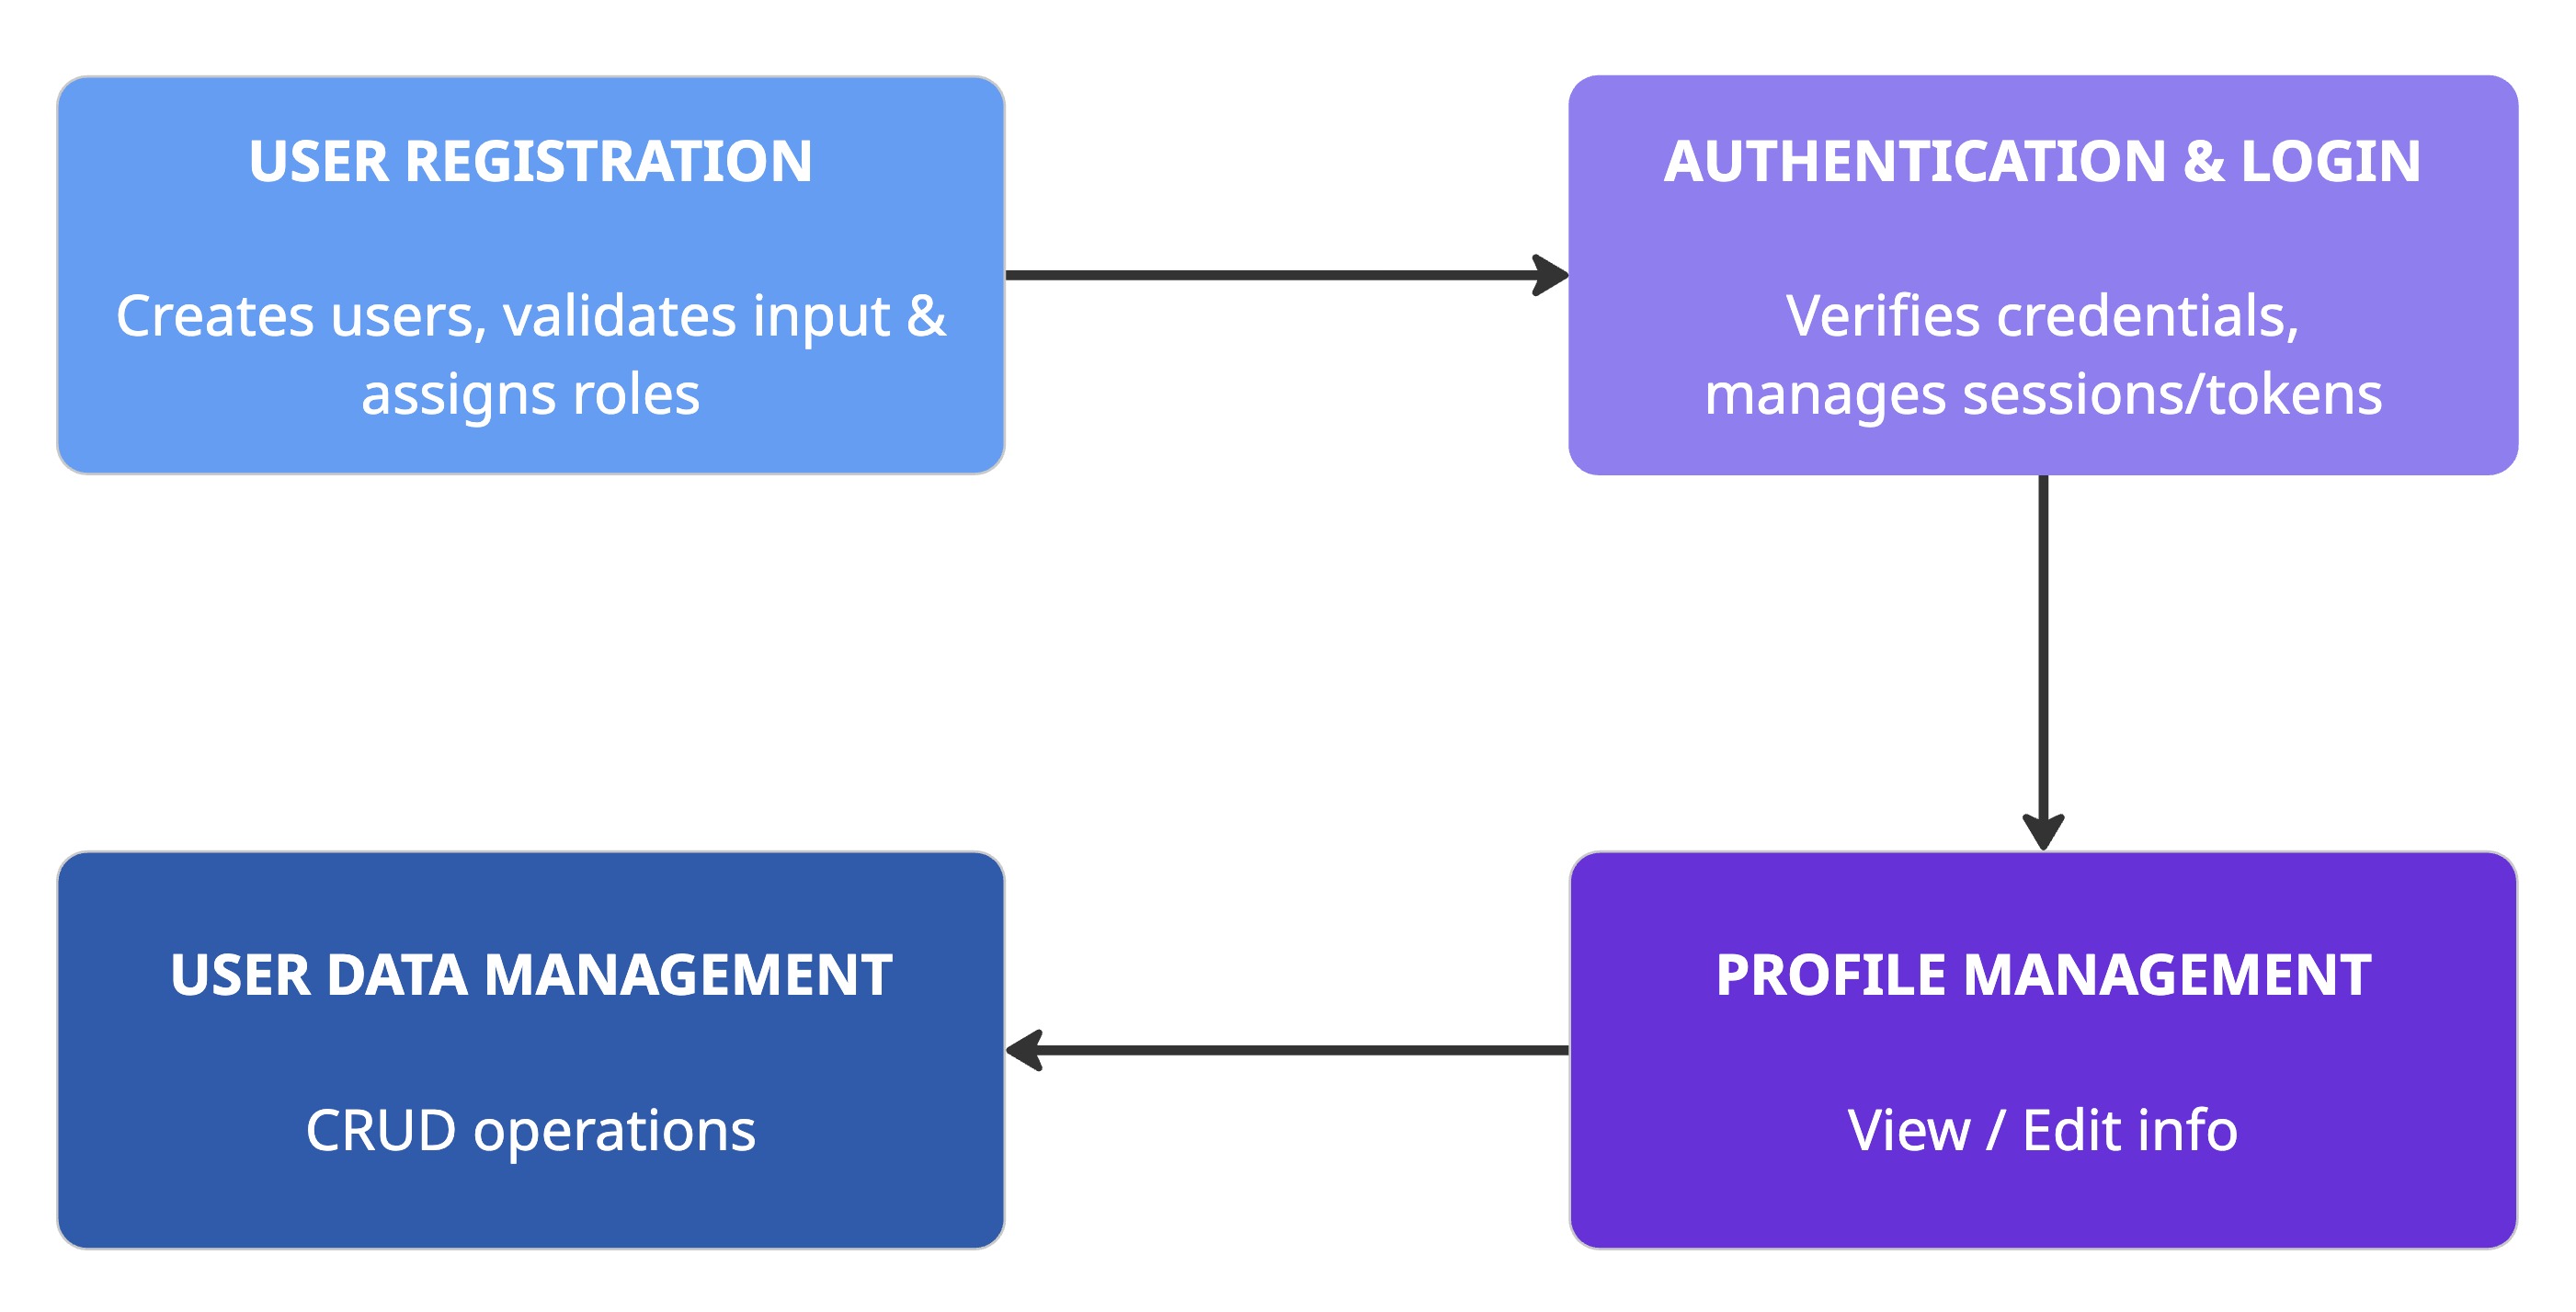 USER REGISTRATION
Creates users, validates input &
assigns roles
AUTHENTICATION & LOGIN
Verifies credentials,
manages sessions/tokens
USER DATA MANAGEMENT
CRUD operations
PROFILE MANAGEMENT
View / Edit info